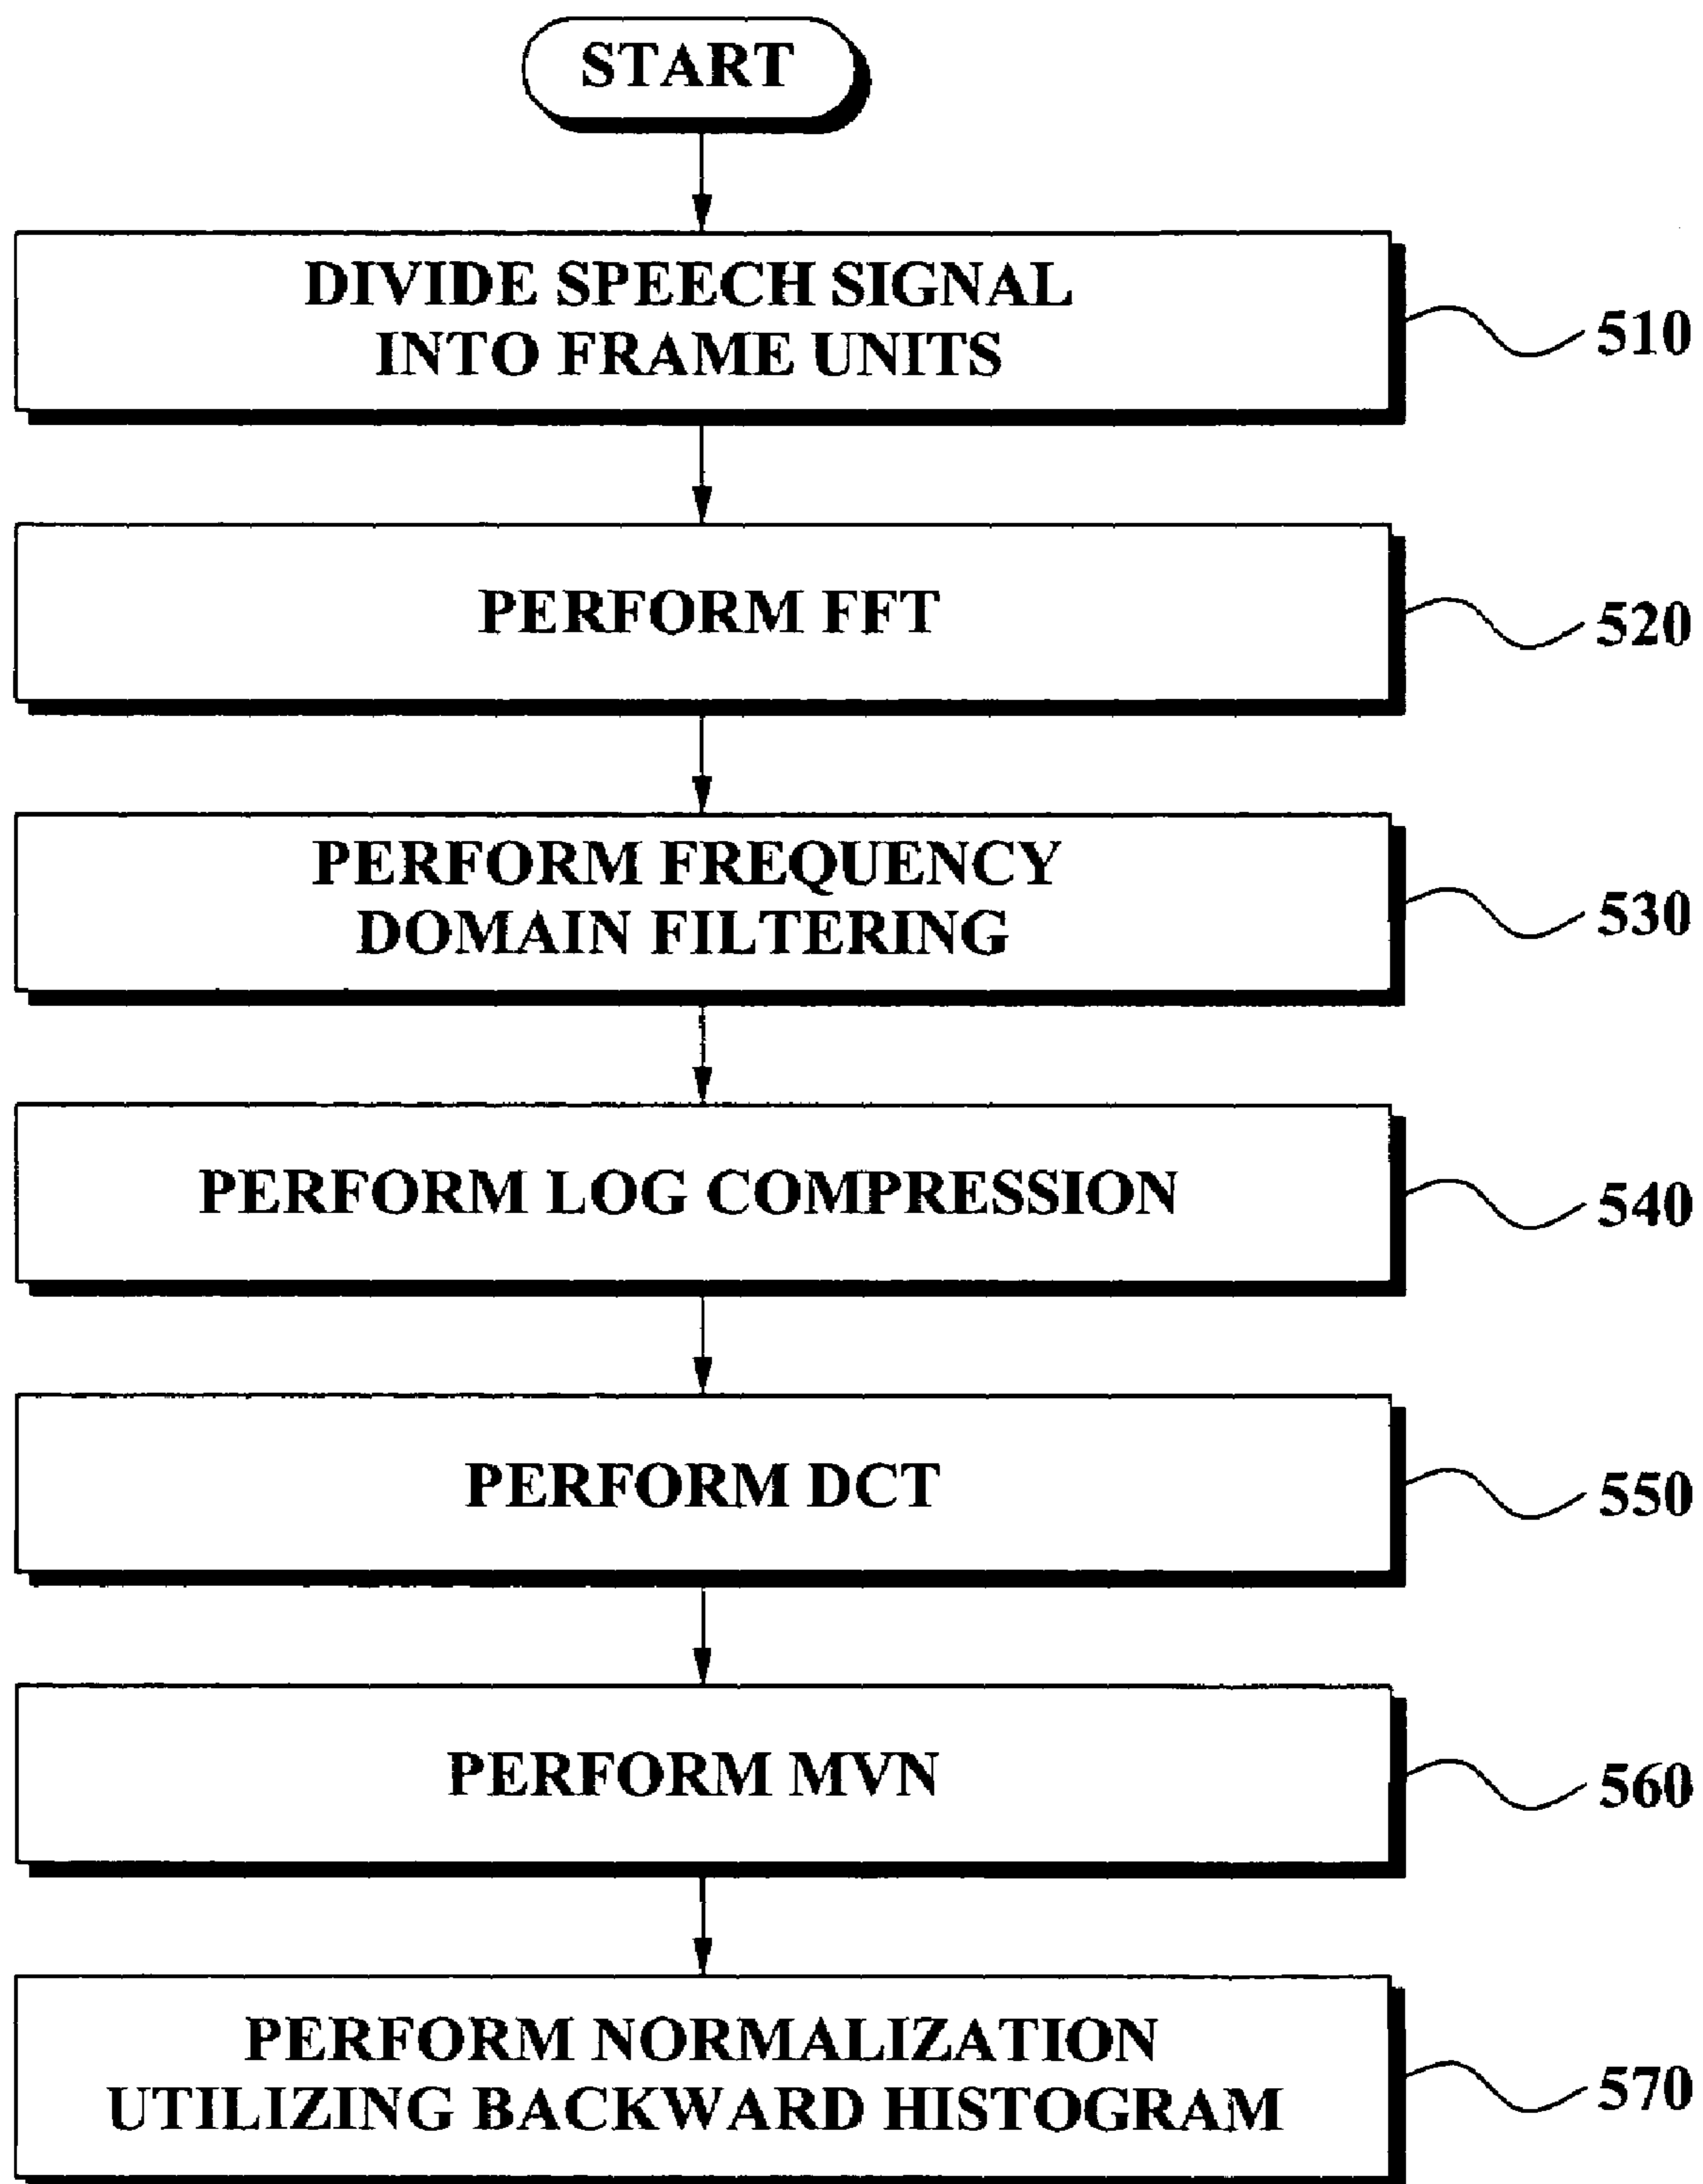 START
DIVIDE SPEECH SIGNAL
INTO FRAME UNITS
510
PERFORM FFT
520
PERFORM FREQUENCY
DOMAIN FILTERING
530
PERFORM LOG COMPRESSION
540
PERFORM DCT
550
PERFORM MVN
560
PERFORM NORMALIZATION
UTILIZING BACKWARD HISTOGRAM
570